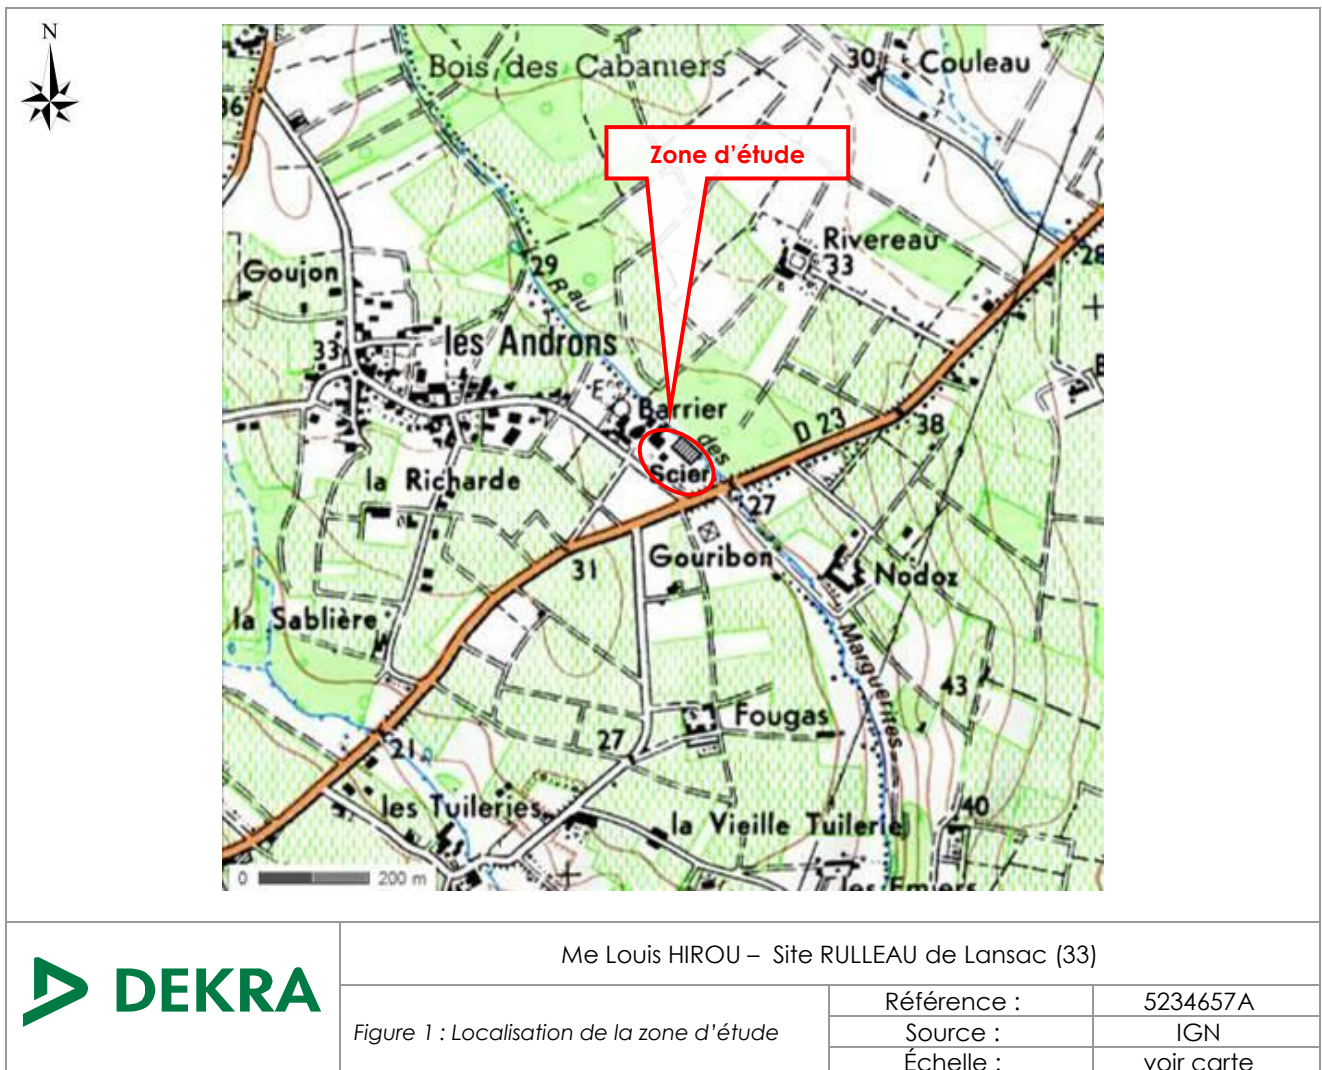 N
Bois des Cabaniers
30
Couleau
36
Zone d'étude
Rivereau
33
28
Goujon
29
Rau
les Androns
33
E
Barrier
des
D 23
38
la Richarde
Scier
27
31
Gouribon
Nodoz
la Sablière
Marguerites
43
Fougas
27
21
les Tuileries
la Vieille Tuilerie
40
les Emiers
0
200 m
DEKRA
Me Louis HIROU – Site RULLEAU de Lansac (33)
Figure 1 : Localisation de la zone d'étude
Référence :
5234657A
Source :
IGN
Échelle :
voir carte